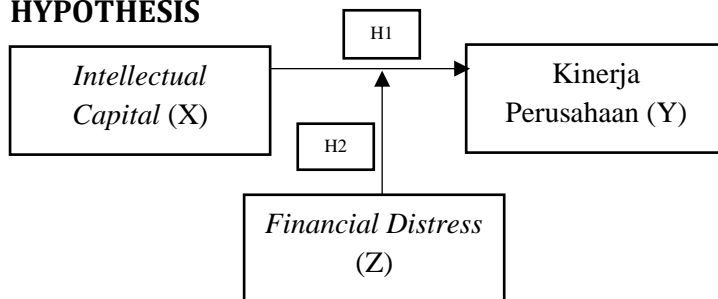 HYPOTHESIS
H1
Intellectual
Capital (X)
Kinerja
Perusahaan (Y)
H2
Financial Distress
(Z)